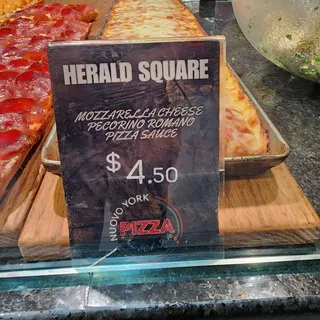 HERALD SQUARE
MOZZARELLA CHEESE
PECORINO ROMANO
PIZZA SAUCE
$4.50
NUOVO YORK
PIZZA